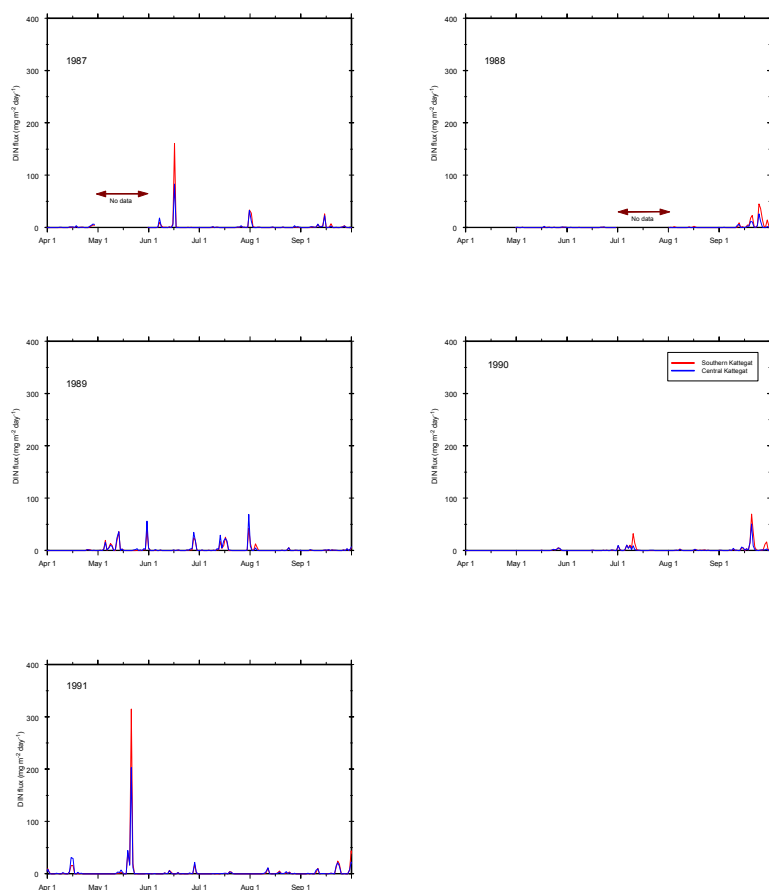 400
300
200
100
0
DIN flux (mg m⁻² day⁻¹)
1987
No data
Apr 1 May 1 Jun 1 Jul 1 Aug 1 Sep 1
400
300
200
100
0
DIN flux (mg m⁻² day⁻¹)
1988
No data
Apr 1 May 1 Jun 1 Jul 1 Aug 1 Sep 1
400
300
200
100
0
DIN flux (mg m⁻² day⁻¹)
1989
Apr 1 May 1 Jun 1 Jul 1 Aug 1 Sep 1
400
300
200
100
0
DIN flux (mg m⁻² day⁻¹)
1990
Southern Kattegat
Central Kattegat
Apr 1 May 1 Jun 1 Jul 1 Aug 1 Sep 1
400
300
200
100
0
DIN flux (mg m⁻² day⁻¹)
1991
Apr 1 May 1 Jun 1 Jul 1 Aug 1 Sep 1